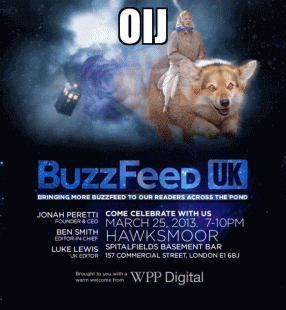 OIJ
BUZZFEED UK
BRINGING MORE BUZZFEED TO OUR READERS ACROSS THE POND
JONAH PERETTI
FOUNDER & CEO
BEN SMITH
EDITOR-IN-CHIEF
LUKE LEWIS
UK EDITOR
COME CELEBRATE WITH US
MARCH 25, 2013. 7-10PM
HAWKSMOOR
SPITALFIELDS BASEMENT BAR
157 COMMERCIAL STREET, LONDON E1 6BJ
Brought to you with a
warm welcome from
WPP Digital